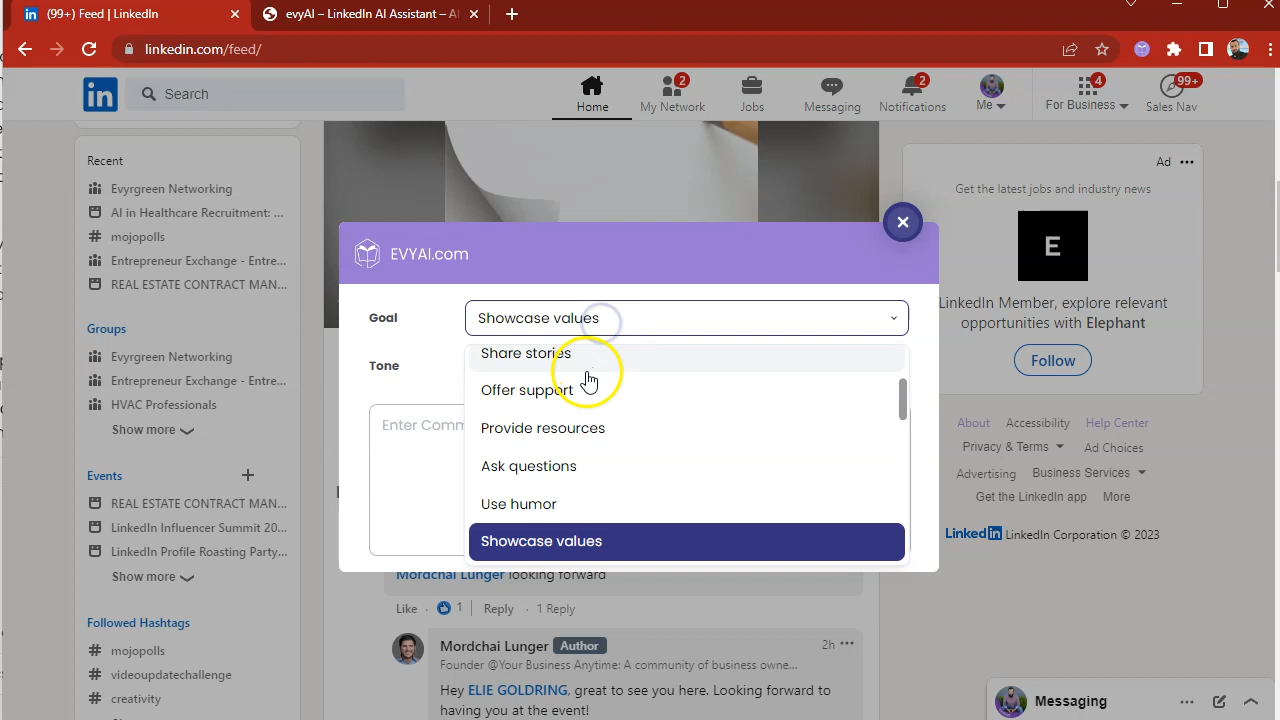 (99+) Feed | LinkedIn
evyAI – LinkedIn AI Assistant – A
linkedin.com/feed/
in
Search
Home
2
My Network
Jobs
Messaging
2
Notifications
Me
4
For Business
99+
Sales Nav
Recent
Evyrgreen Networking
AI in Healthcare Recruitment: ...
# mojopolls
Entrepreneur Exchange - Entre...
REAL ESTATE CONTRACT MAN...
Groups
Evyrgreen Networking
Entrepreneur Exchange - Entre...
HVAC Professionals
Show more
Events
REAL ESTATE CONTRACT MAN...
LinkedIn Influencer Summit 20...
LinkedIn Profile Roasting Party...
Show more
Followed Hashtags
# mojopolls
# videoupdatechallenge
# creativity
EVYAI.com
Goal
Showcase values
Tone
Share stories
Offer support
Provide resources
Ask questions
Use humor
Showcase values
Enter Comm
Mordchai Lunger looking forward
Like · 1 | Reply · 1 Reply
Mordchai Lunger Author
2h
Founder @Your Business Anytime: A community of business owne...
Hey ELIE GOLDRING, great to see you here. Looking forward to
having you at the event!
Ad
Get the latest jobs and industry news
E
LinkedIn Member, explore relevant
opportunities with Elephant
Follow
About Accessibility Help Center
Privacy & Terms Ad Choices
Advertising Business Services
Get the LinkedIn app More
LinkedIn LinkedIn Corporation © 2023
Messaging